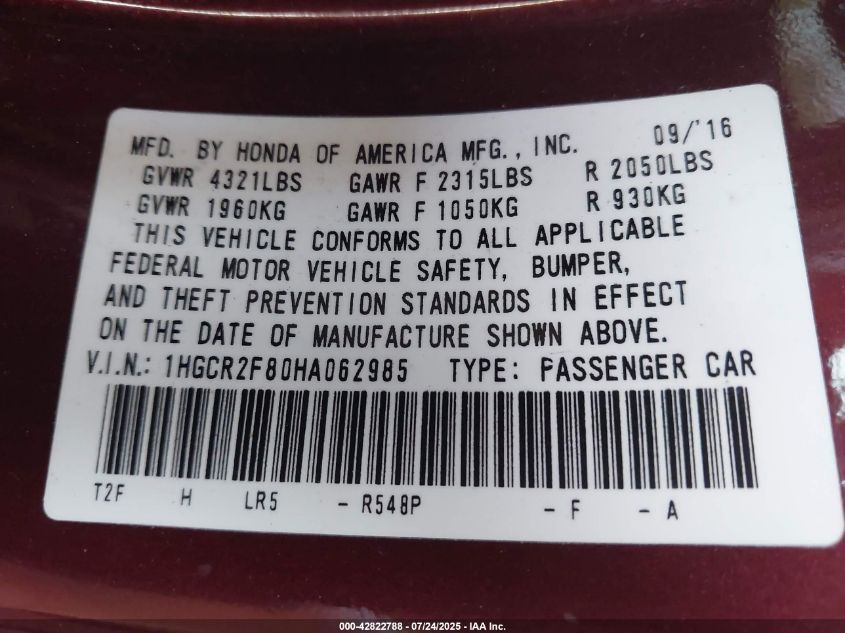 MFD. BY HONDA OF AMERICA MFG., INC. 09/'16
GVWR 4321LBS GAWR F 2315LBS R 2050LBS
GVWR 1960KG GAWR F 1050KG R 930KG
THIS VEHICLE CONFORMS TO ALL APPLICABLE
FEDERAL MOTOR VEHICLE SAFETY, BUMPER,
AND THEFT PREVENTION STANDARDS IN EFFECT
ON THE DATE OF MANUFACTURE SHOWN ABOVE.
V.I.N.: 1HGCR2F80HA062985 TYPE: PASSENGER CAR
T2F H LR5 - R548P - F - A
000-42822788 - 07/24/2025 - IAA Inc.